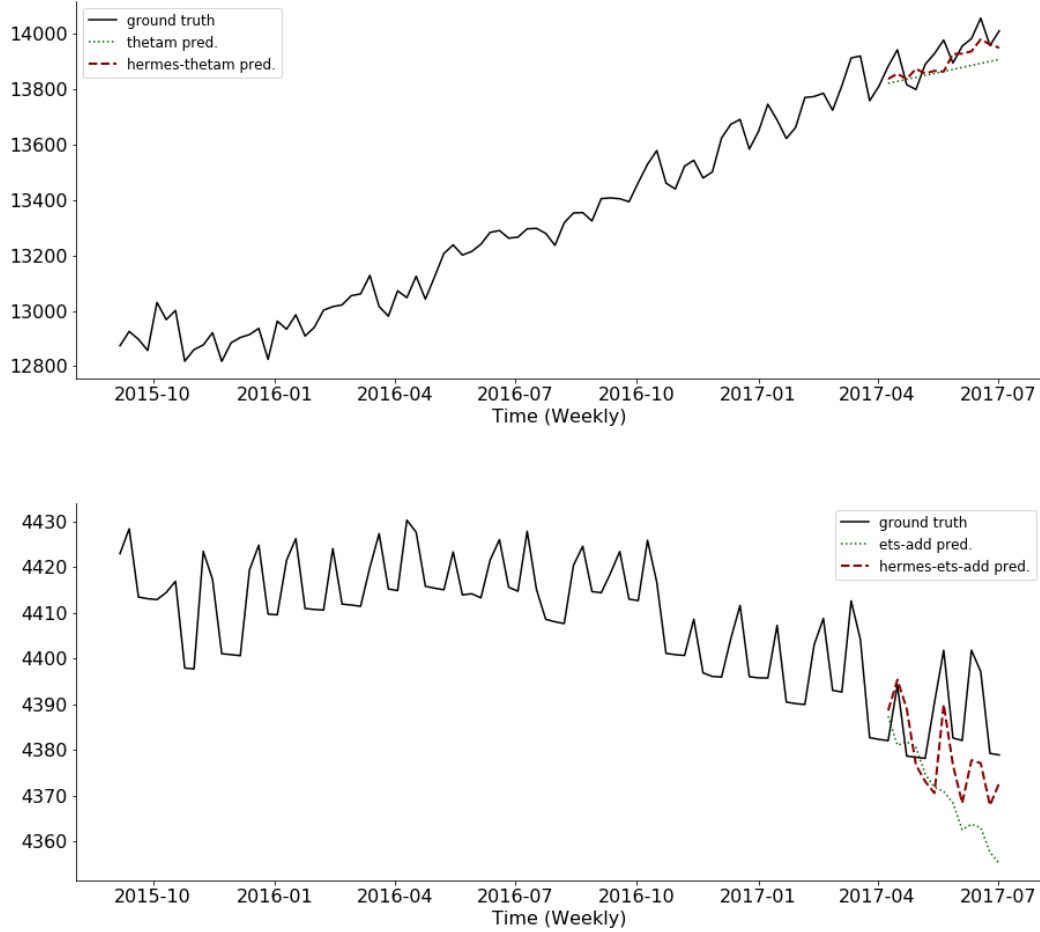 14000
13800
13600
13400
13200
13000
12800
ground truth
thetam pred.
hermes-thetam pred.
2015-10 2016-01 2016-04 2016-07 2016-10 2017-01 2017-04 2017-07
Time (Weekly)
4430
4420
4410
4400
4390
4380
4370
4360
ground truth
ets-add pred.
hermes-ets-add pred.
2015-10 2016-01 2016-04 2016-07 2016-10 2017-01 2017-04 2017-07
Time (Weekly)